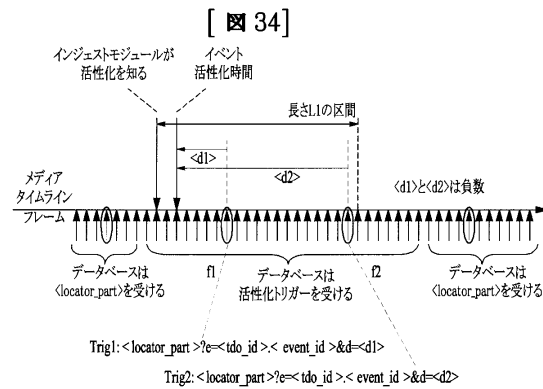 [図 34]
インジェストモジュールが
活性化を知る
イベント
活性化時間
長さL1の区間
<d1>
<d2>
メディア
タイムライン
<d1>と<d2>は負数
フレーム
データベースは
<locator_part>を受ける
f1
データベースは
活性化トリガーを受ける
f2
データベースは
<locator_part>を受ける
Trig1: <locator_part >?e=<tdo_id >.< event_id >&d=<d1>
Trig2: <locator_part >?e=<tdo_id >.< event_id >&d=<d2>